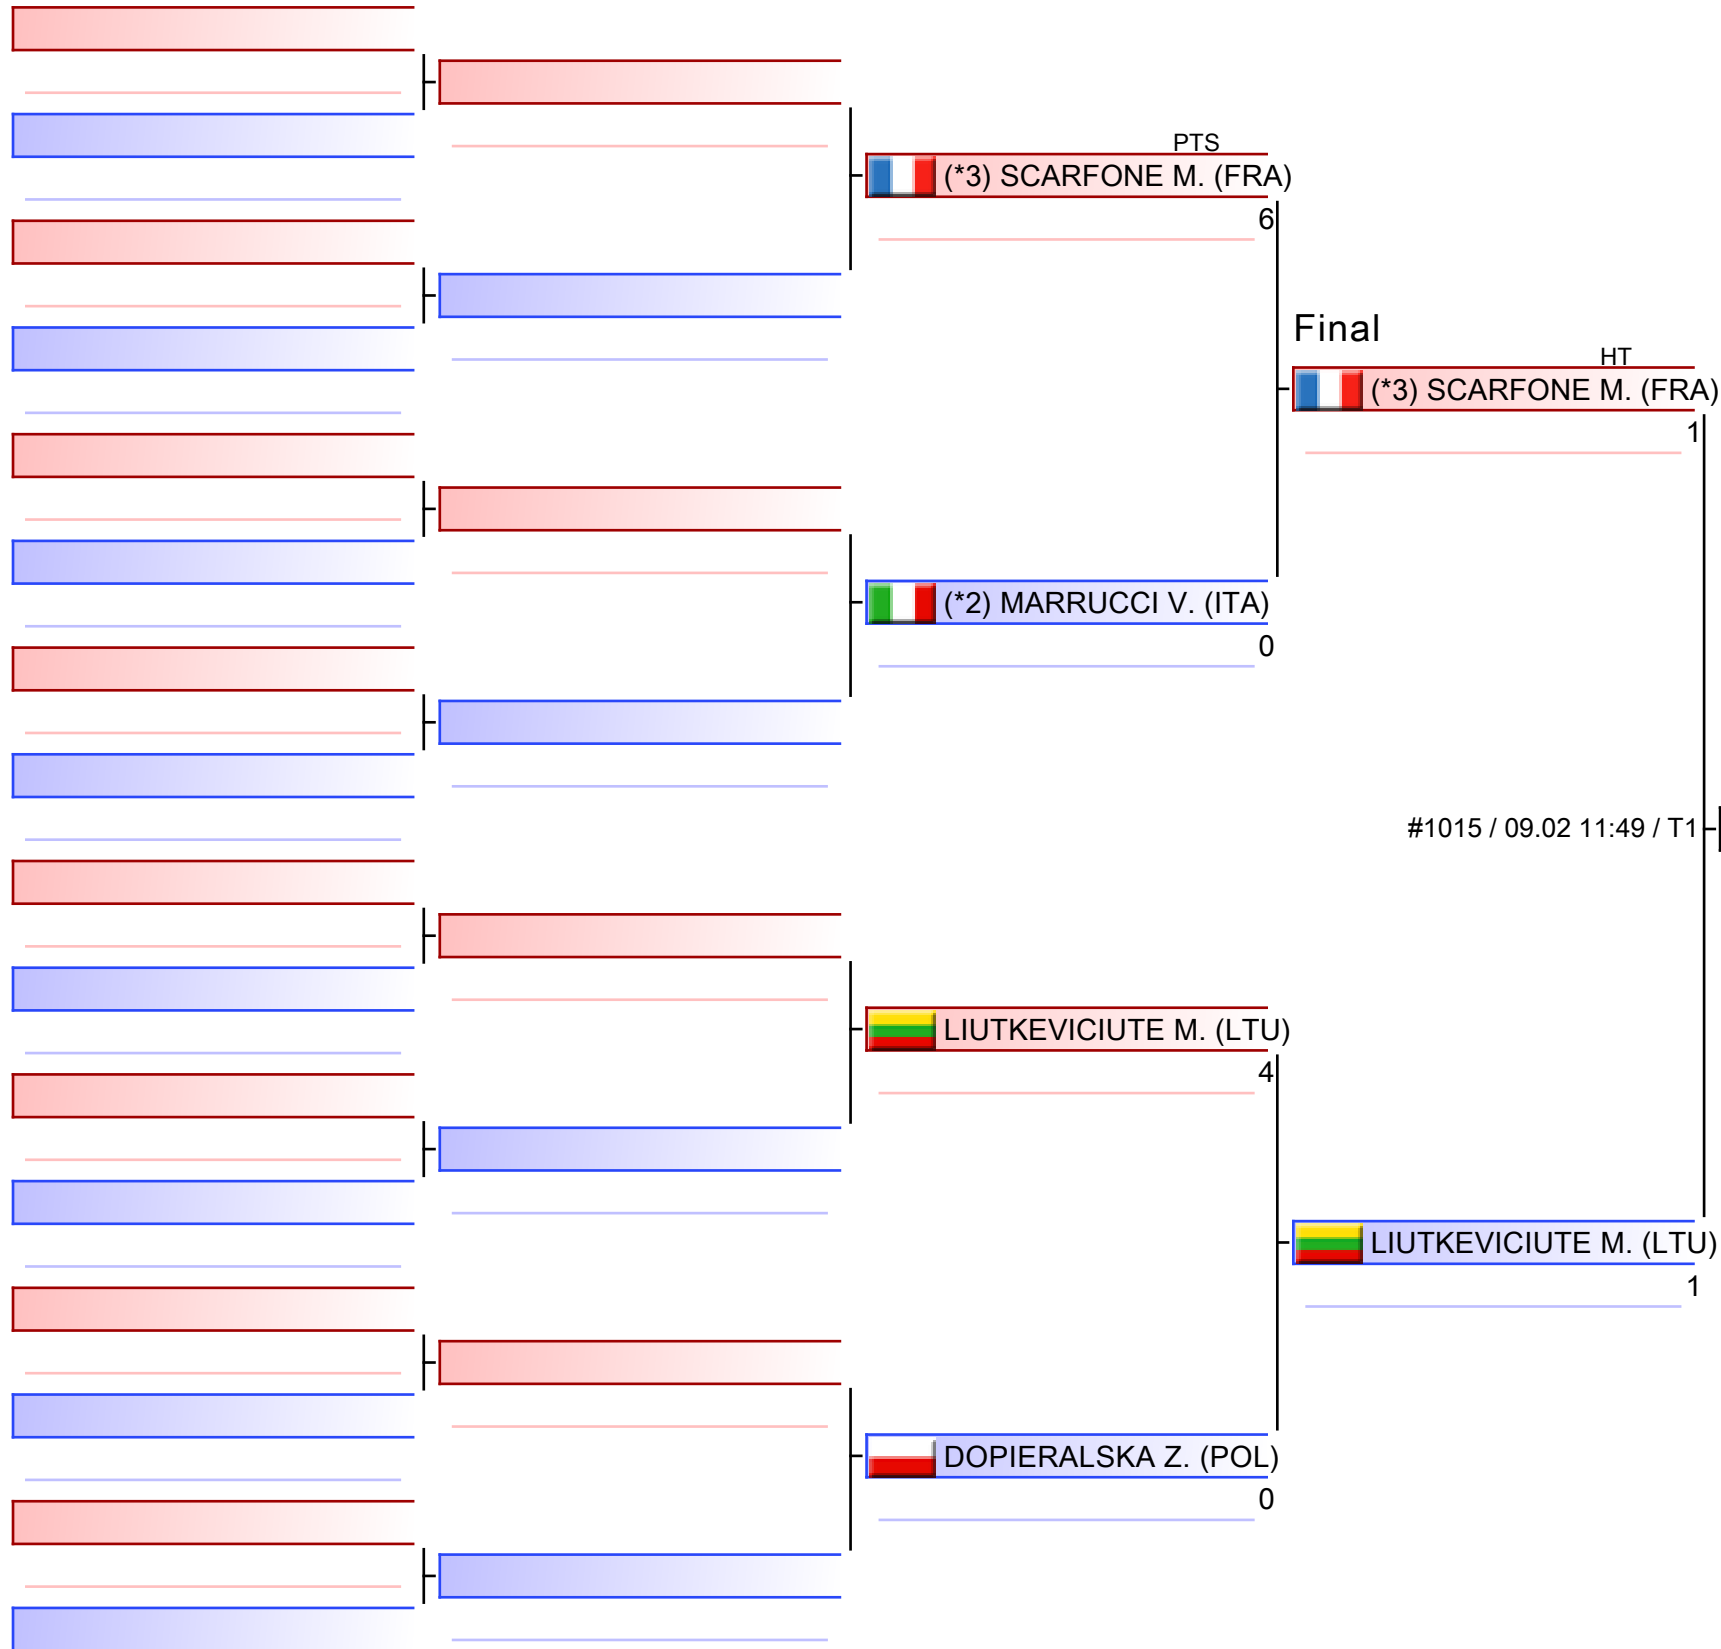 PTS
(*3) SCARFONE M. (FRA)
6
Final
HT
(*3) SCARFONE M. (FRA)
1
(*2) MARRUCCI V. (ITA)
0
#1015 / 09.02 11:49 / T1
LIUTKEVICIUTE M. (LTU)
4
LIUTKEVICIUTE M. (LTU)
1
DOPIERALSKA Z. (POL)
0